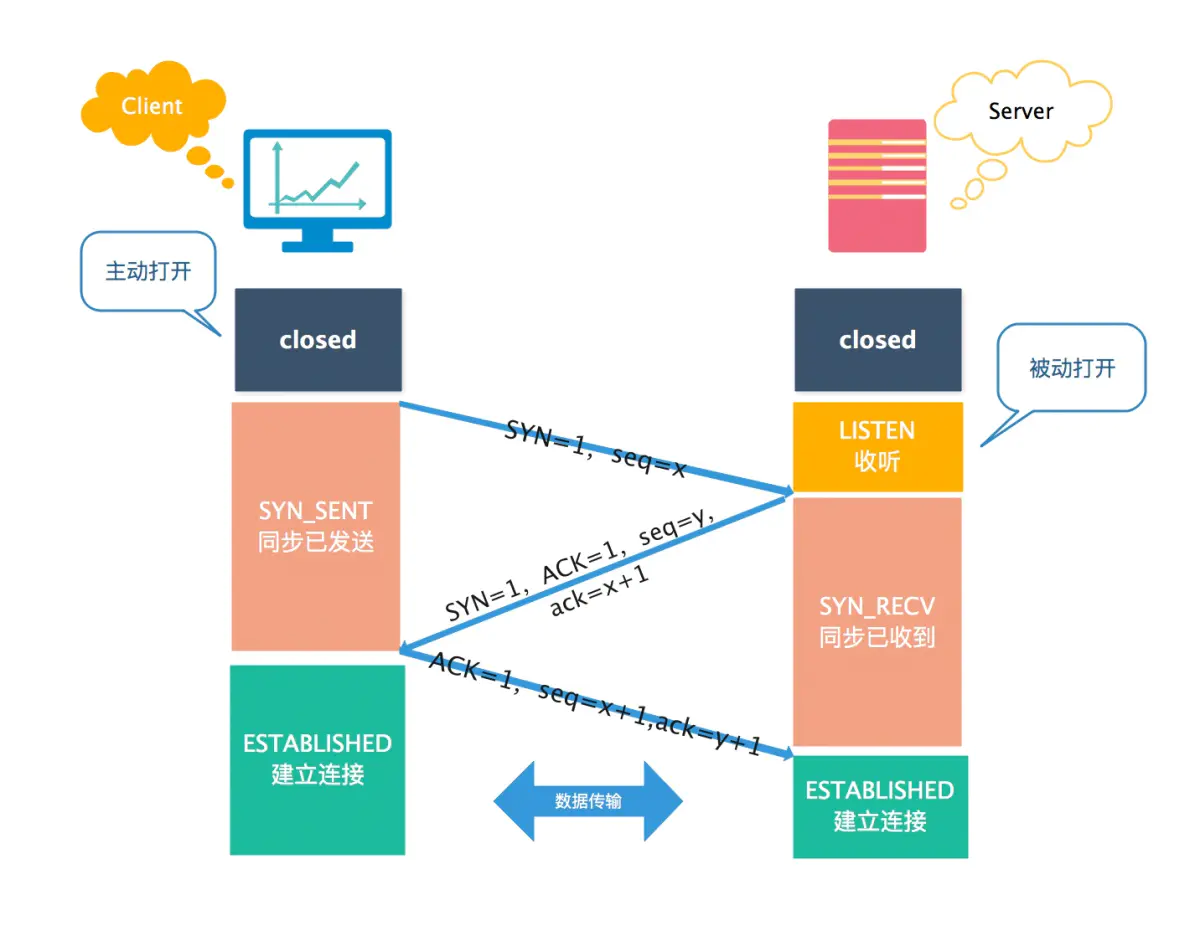 Client
Server
主动打开
closed
closed
被动打开
SYN=1, seq=x
LISTEN
收听
SYN_SENT
同步已发送
SYN=1, ACK=1, seq=y,
ack=x+1
SYN_RECV
同步已收到
ACK=1, seq=x+1,ack=y+1
ESTABLISHED
建立连接
数据传输
ESTABLISHED
建立连接